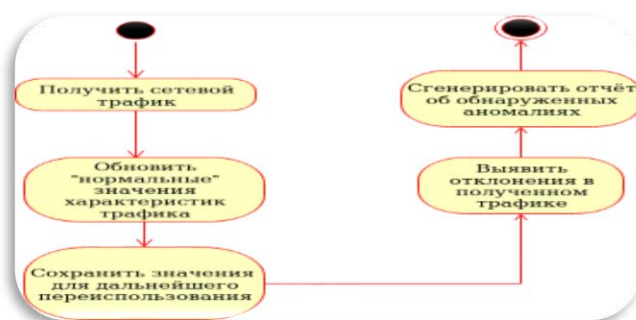 Получить сетевой
трафик
Обновить
"нормальные"
значения
характеристик
трафика
Сохранить значения
для дальнейшего
переиспользования
Выявить
отклонения в
полученном
трафике
Сгенерировать отчёт
об обнаруженных
аномалиях